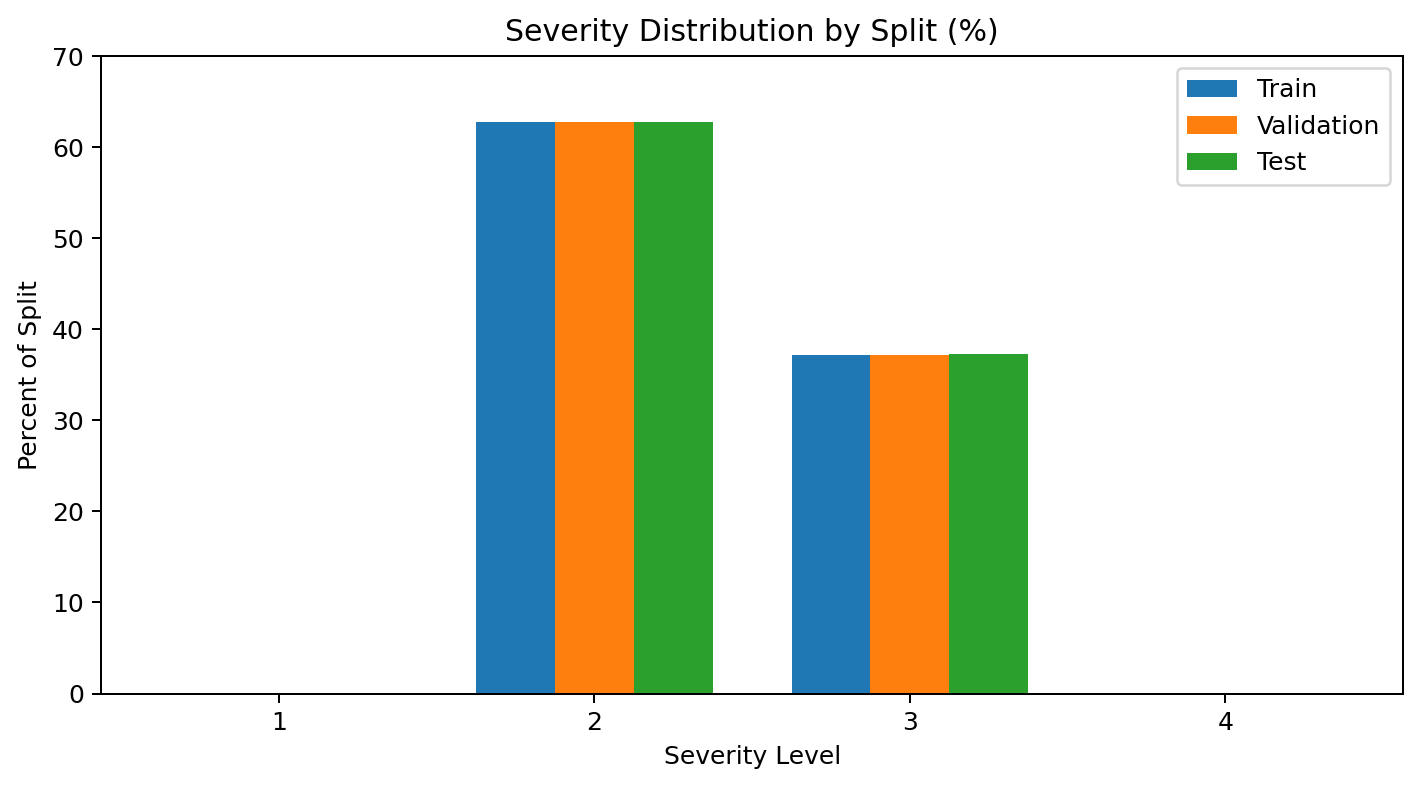 Severity Distribution by Split (%)
70
60
50
40
30
20
10
0
Percent of Split
Train
Validation
Test
1 2 3 4
Severity Level